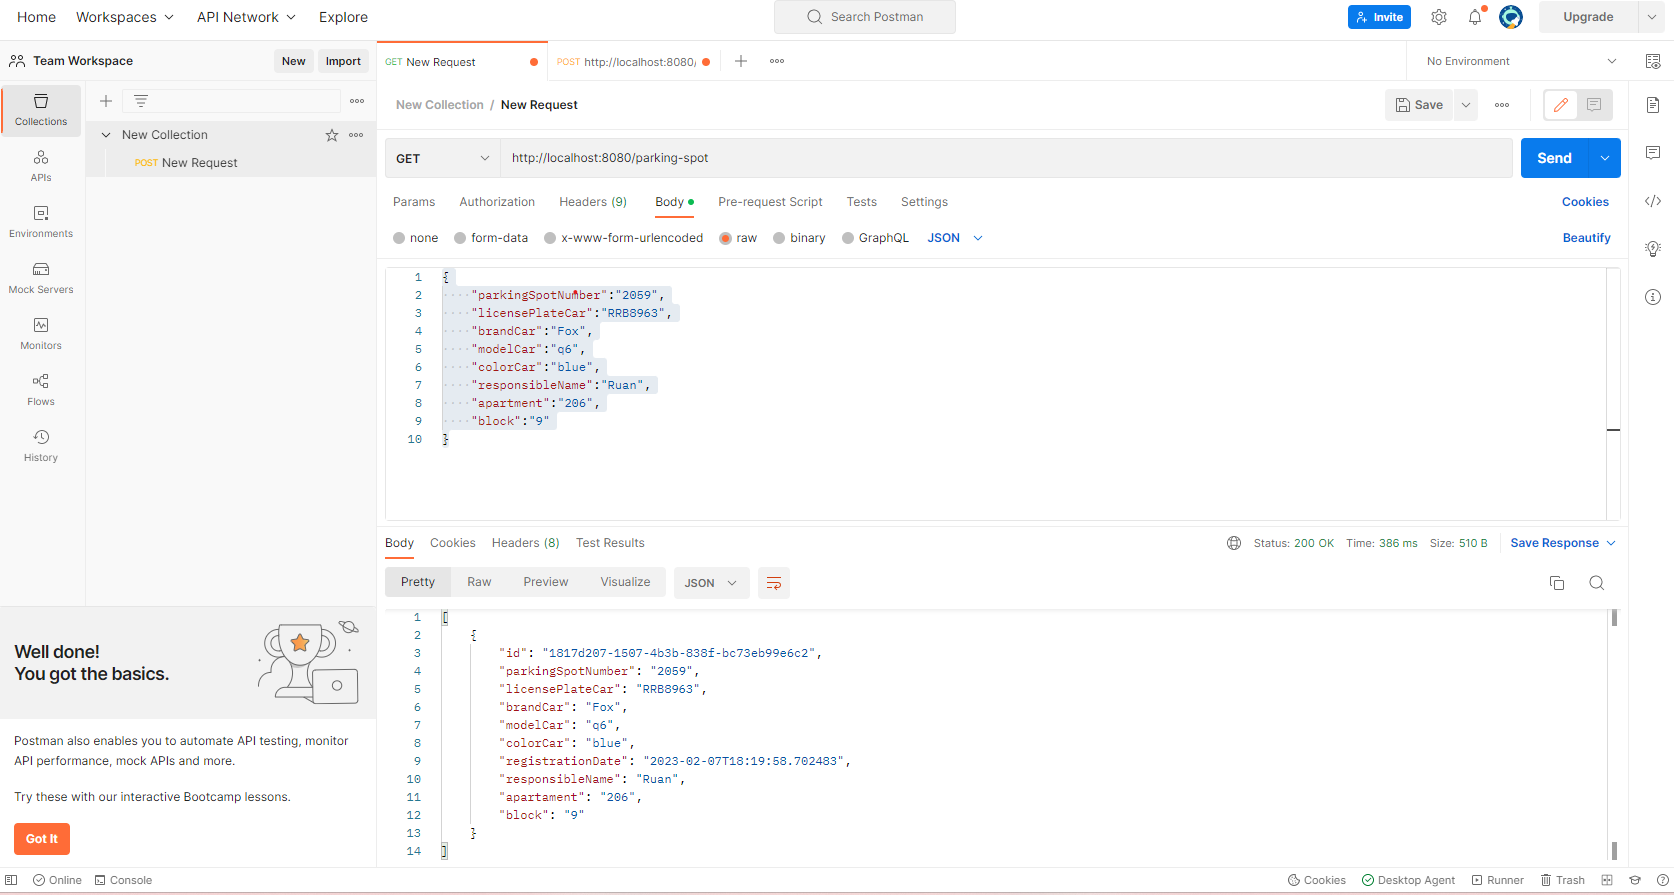 Home Workspaces API Network Explore Search Postman Invite Upgrade
Team Workspace New Import GET New Request POST http://localhost:8080/ No Environment
New Collection / New Request Save
Collections
New Collection
POST New Request
GET http://localhost:8080/parking-spot Send
APIs
Params Authorization Headers (9) Body Pre-request Script Tests Settings Cookies
Environments
none form-data x-www-form-urlencoded raw binary GraphQL JSON Beautify
Mock Servers
Monitors
Flows
History
1 {
2 "parkingSpotNumber":"2059",
3 "licensePlateCar":"RRB8963",
4 "brandCar":"Fox",
5 "modelCar":"q6",
6 "colorCar":"blue",
7 "responsibleName":"Ruan",
8 "apartment":"206",
9 "block":"9"
10 }
Body Cookies Headers (8) Test Results Status: 200 OK Time: 386 ms Size: 510 B Save Response
Pretty Raw Preview Visualize JSON
1 [
2 {
3 "id": "1817d207-1507-4b3b-838f-bc73eb99e6c2",
4 "parkingSpotNumber": "2059",
5 "licensePlateCar": "RRB8963",
6 "brandCar": "Fox",
7 "modelCar": "q6",
8 "colorCar": "blue",
9 "registrationDate": "2023-02-07T18:19:58.702483",
10 "responsibleName": "Ruan",
11 "apartament": "206",
12 "block": "9"
13 }
14 ]
Well done!
You got the basics.
Postman also enables you to automate API testing, monitor
API performance, mock APIs and more.
Try these with our interactive Bootcamp lessons.
Got It
Online Console Cookies Desktop Agent Runner Trash